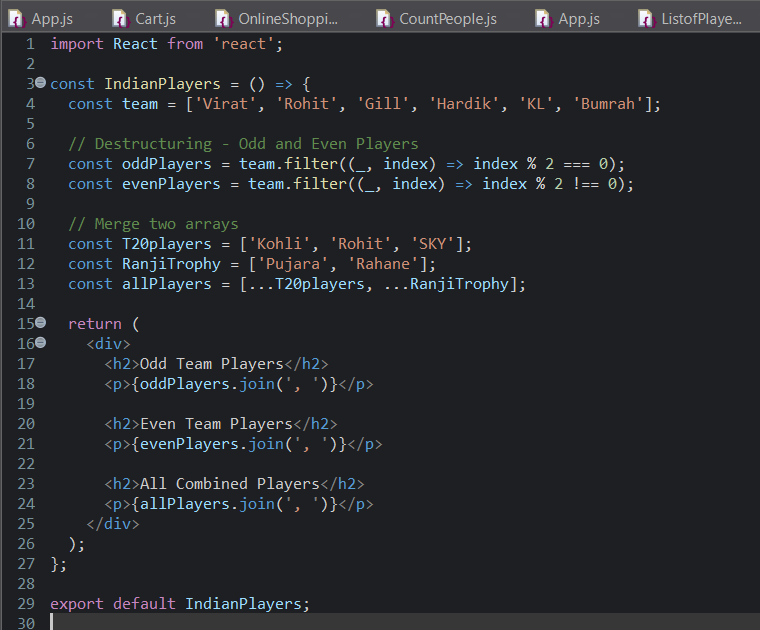 App.js Cart.js OnlineShoppi... CountPeople.js App.js ListofPlaye...
1 import React from 'react';
2
3 const IndianPlayers = () => {
4 const team = ['Virat', 'Rohit', 'Gill', 'Hardik', 'KL', 'Bumrah'];
5
6 // Destructuring - Odd and Even Players
7 const oddPlayers = team.filter((_, index) => index % 2 === 0);
8 const evenPlayers = team.filter((_, index) => index % 2 !== 0);
9
10 // Merge two arrays
11 const T20players = ['Kohli', 'Rohit', 'SKY'];
12 const RanjiTrophy = ['Pujara', 'Rahane'];
13 const allPlayers = [...T20players, ...RanjiTrophy];
14
15 return (
16 <div>
17 <h2>Odd Team Players</h2>
18 <p>{oddPlayers.join(', ')}</p>
19
20 <h2>Even Team Players</h2>
21 <p>{evenPlayers.join(', ')}</p>
22
23 <h2>All Combined Players</h2>
24 <p>{allPlayers.join(', ')}</p>
25 </div>
26 );
27 };
28
29 export default IndianPlayers;
30